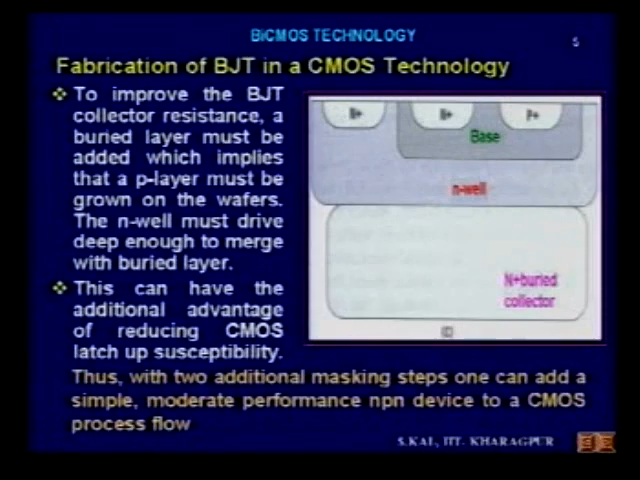 BiCMOS TECHNOLOGY
5
Fabrication of BJT in a CMOS Technology
To improve the BJT
collector resistance, a
buried layer must be
added which implies
that a p-layer must be
grown on the wafers.
The n-well must drive
deep enough to merge
with buried layer.
This can have the
additional advantage
of reducing CMOS
latch up susceptibility.
N+ N+ P+
Base
n-well
N+buried
collector
Thus, with two additional masking steps one can add a
simple, moderate performance npn device to a CMOS
process flow
S.KAL, IIT- KHARAGPUR